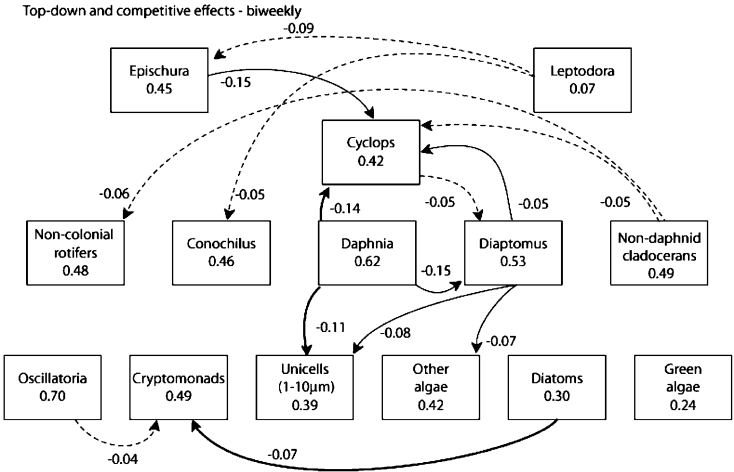 Top-down and competitive effects - biweekly
-0.09
Epischura
0.45
-0.15
Leptodora
0.07
Cyclops
0.42
-0.06
-0.05
-0.14
-0.05
-0.05
-0.05
Non-colonial
rotifers
0.48
Conochilus
0.46
Daphnia
0.62
-0.15
Diaptomus
0.53
Non-daphnid
cladocerans
0.49
-0.11
-0.08
-0.07
Oscillatoria
0.70
Cryptomonads
0.49
Unicells
(1-10µm)
0.39
Other
algae
0.42
Diatoms
0.30
Green
algae
0.24
-0.04
-0.07